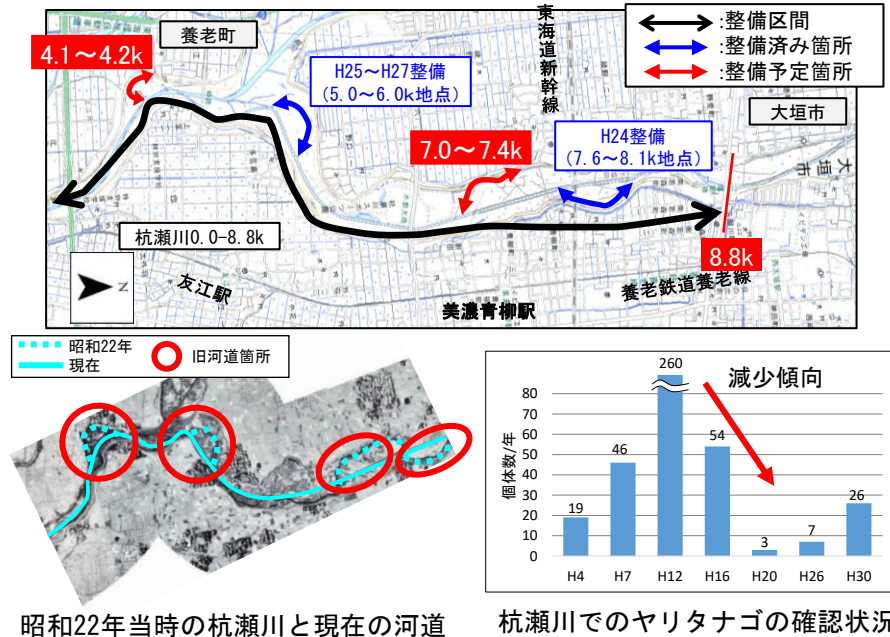 養老町
4.1～4.2k
H25～H27整備
(5.0～6.0k地点)
東海道新幹線
:整備区間
:整備済み箇所
:整備予定箇所
大垣市
大垣市
7.0～7.4k
H24整備
(7.6～8.1k地点)
8.8k
杭瀬川0.0-8.8k
N
友江駅
美濃青柳駅
養老鉄道養老線
昭和22年
現在
旧河道箇所
昭和22年当時の杭瀬川と現在の河道
減少傾向
個体数/年
80
70
60
50
40
30
20
10
0
19
46
260
54
3
7
26
H4
H7
H12
H16
H20
H26
H30
杭瀬川でのヤリタナゴの確認状況